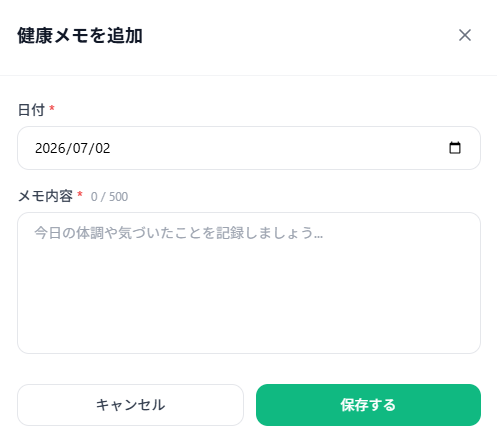 健康メモを追加
日付 *
2026/07/02
メモ内容 * 0 / 500
今日の体調や気づいたことを記録しましょう...
キャンセル
保存する